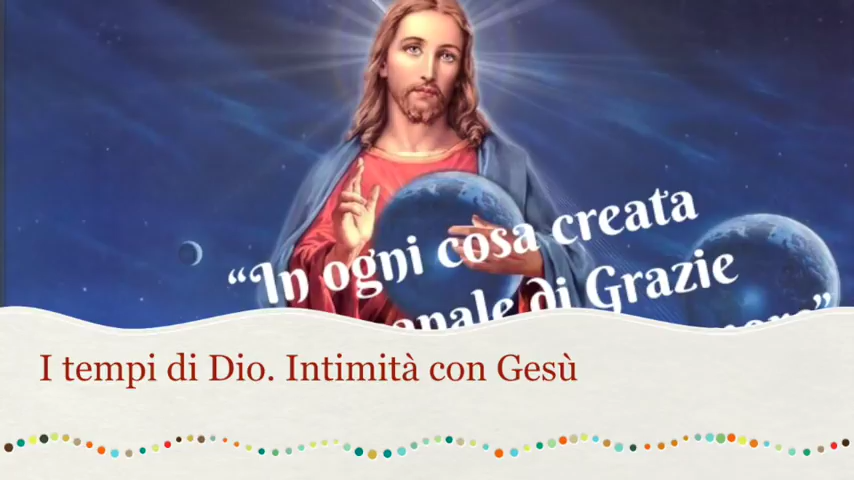 “In ogni cosa creata
di Grazie
I tempi di Dio. Intimità con Gesù